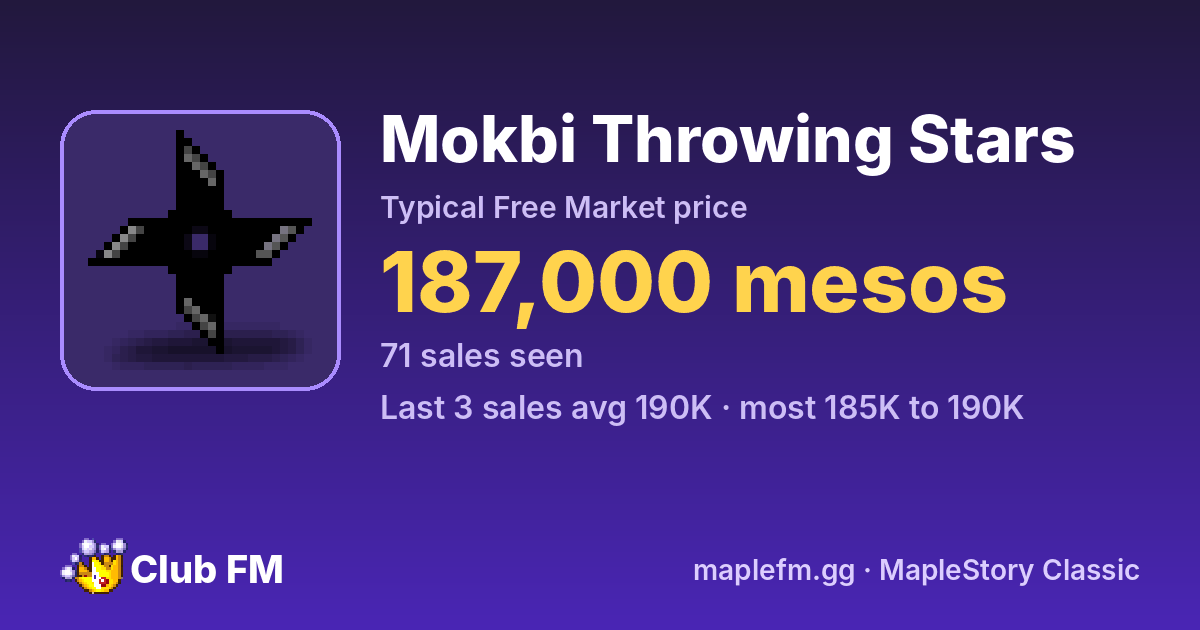 Mokbi Throwing Stars
Typical Free Market price
187,000 mesos
71 sales seen
Last 3 sales avg 190K · most 185K to 190K
Club FM
maplefm.gg · MapleStory Classic